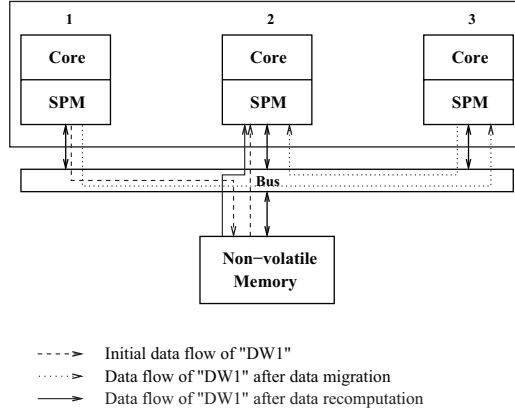 1 2 3
Core Core Core
SPM SPM SPM
Bus
Non−volatile
Memory
Initial data flow of "DW1"
Data flow of "DW1" after data migration
Data flow of "DW1" after data recomputation